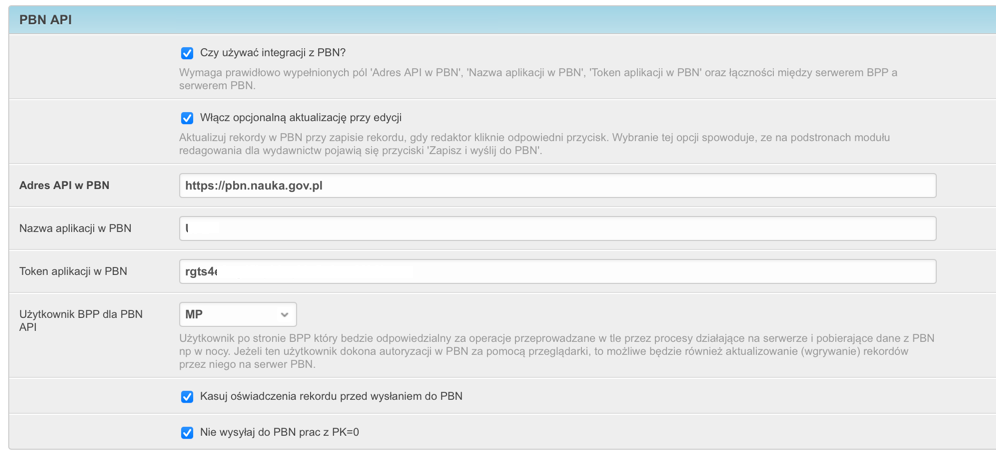 PBN API
Czy używać integracji z PBN?
Wymaga prawidłowo wypełnionych pól 'Adres API w PBN', 'Nazwa aplikacji w PBN', 'Token aplikacji w PBN' oraz łączności między serwerem BPP a
serwerem PBN.
Włącz opcjonalną aktualizację przy edycji
Aktualizuj rekordy w PBN przy zapisie rekordu, gdy redaktor kliknie odpowiedni przycisk. Wybranie tej opcji spowoduje, ze na podstronach modułu
redagowania dla wydawnictw pojawią się przyciski 'Zapisz i wyślij do PBN'.
Adres API w PBN
https://pbn.nauka.gov.pl
Nazwa aplikacji w PBN
Token aplikacji w PBN
Użytkownik BPP dla PBN
API
MP
Użytkownik po stronie BPP który bedzie odpowiedzialny za operacje przeprowadzane w tle przez procesy działające na serwerze i pobierające dane z PBN
np w nocy. Jeżeli ten użytkownik dokona autoryzacji w PBN za pomocą przeglądarki, to możliwe będzie również aktualizowanie (wgrywanie) rekordów
przez niego na serwer PBN.
Kasuj oświadczenia rekordu przed wysłaniem do PBN
Nie wysyłaj do PBN prac z PK=0